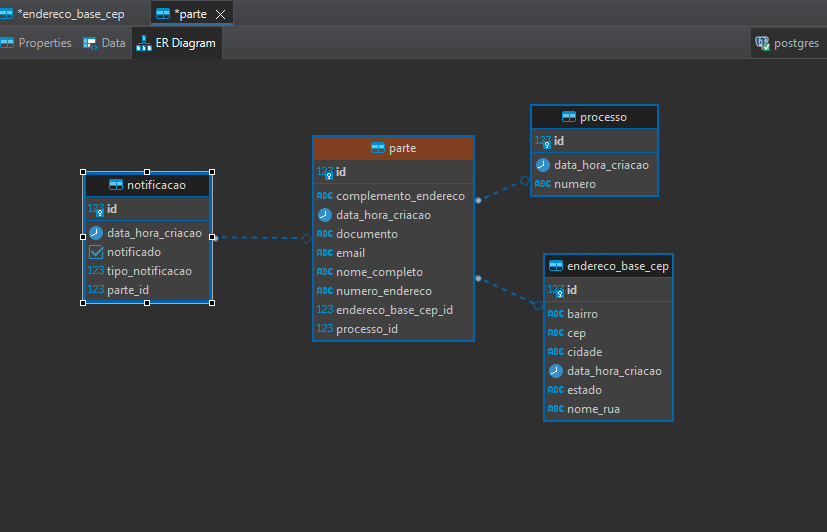 *endereco_base_cep
*parte
Properties
Data
ER Diagram
postgres
notificacao
123 id
data_hora_criacao
notificado
123 tipo_notificacao
123 parte_id
parte
123 id
ABC complemento_endereco
data_hora_criacao
ABC documento
ABC email
ABC nome_completo
ABC numero_endereco
123 endereco_base_cep_id
123 processo_id
processo
123 id
data_hora_criacao
ABC numero
endereco_base_cep
123 id
ABC bairro
ABC cep
ABC cidade
data_hora_criacao
ABC estado
ABC nome_rua